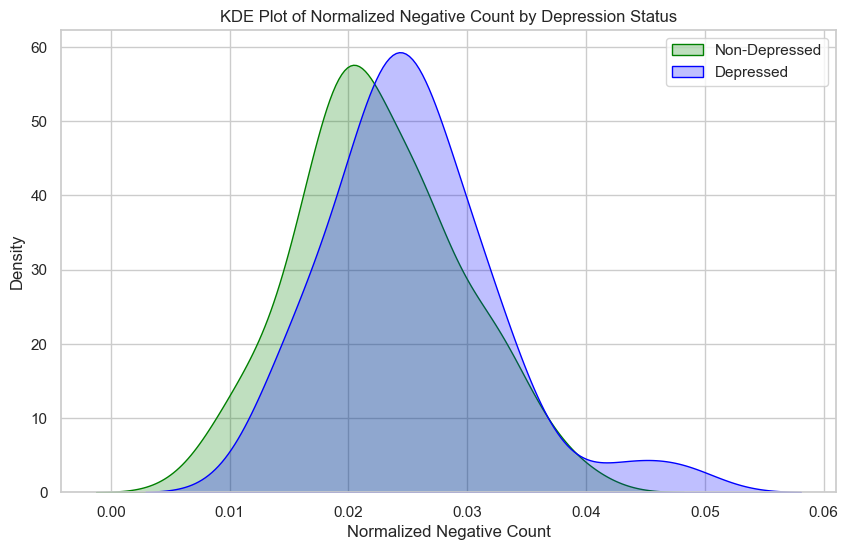 KDE Plot of Normalized Negative Count by Depression Status
Non-Depressed
Depressed
60
50
40
30
20
10
0
Density
0.00 0.01 0.02 0.03 0.04 0.05 0.06
Normalized Negative Count